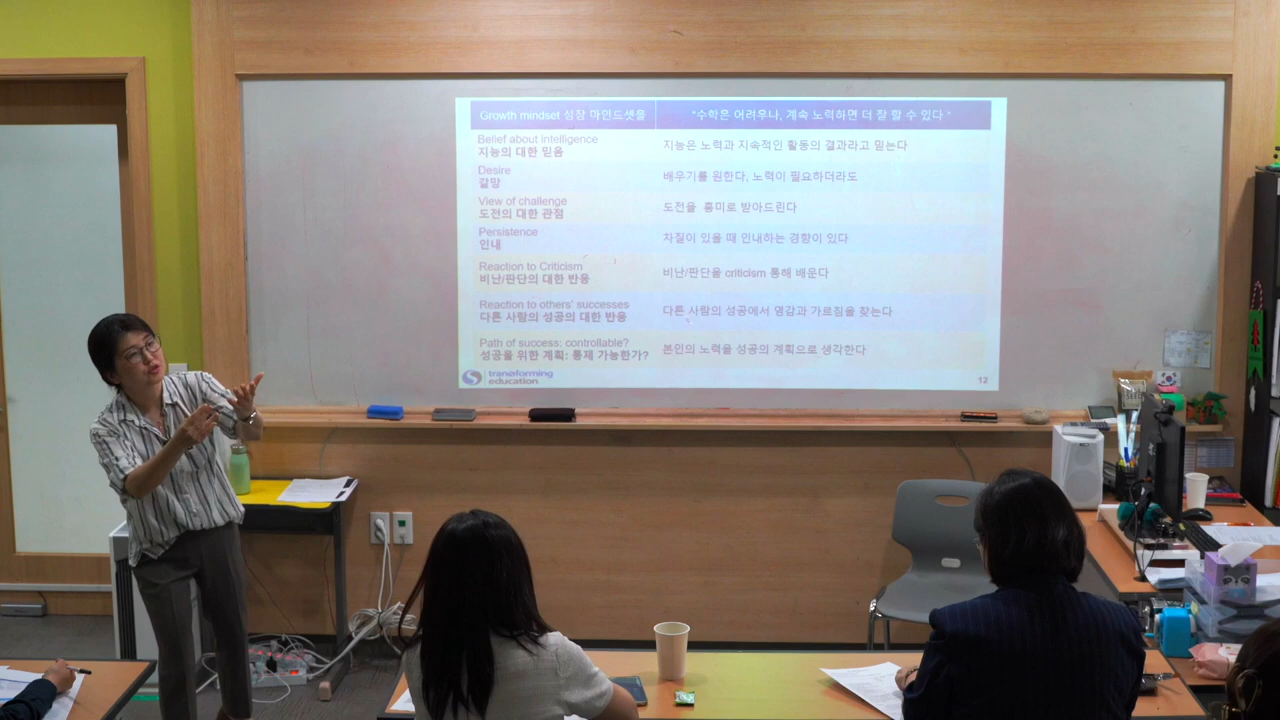 Growth mindset 성장 마인드셋을
"수학은 어려우나, 계속 노력하면 더 잘 할 수 있다 "
Belief about intelligence
지능의 대한 믿음
지능은 노력과 지속적인 활동의 결과라고 믿는다
Desire
갈망
배우기를 원한다, 노력이 필요하더라도
View of challenge
도전의 대한 관점
도전을 흥미로 받아드린다
Persistence
인내
차질이 있을 때 인내하는 경향이 있다
Reaction to Criticism
비난/판단의 대한 반응
비난/판단을 criticism 통해 배운다
Reaction to others' successes
다른 사람의 성공의 대한 반응
다른 사람의 성공에서 영감과 가르침을 찾는다
Path of success: controllable?
성공을 위한 계획: 통제 가능한가?
본인의 노력을 성공의 계획으로 생각한다
transforming
education
12